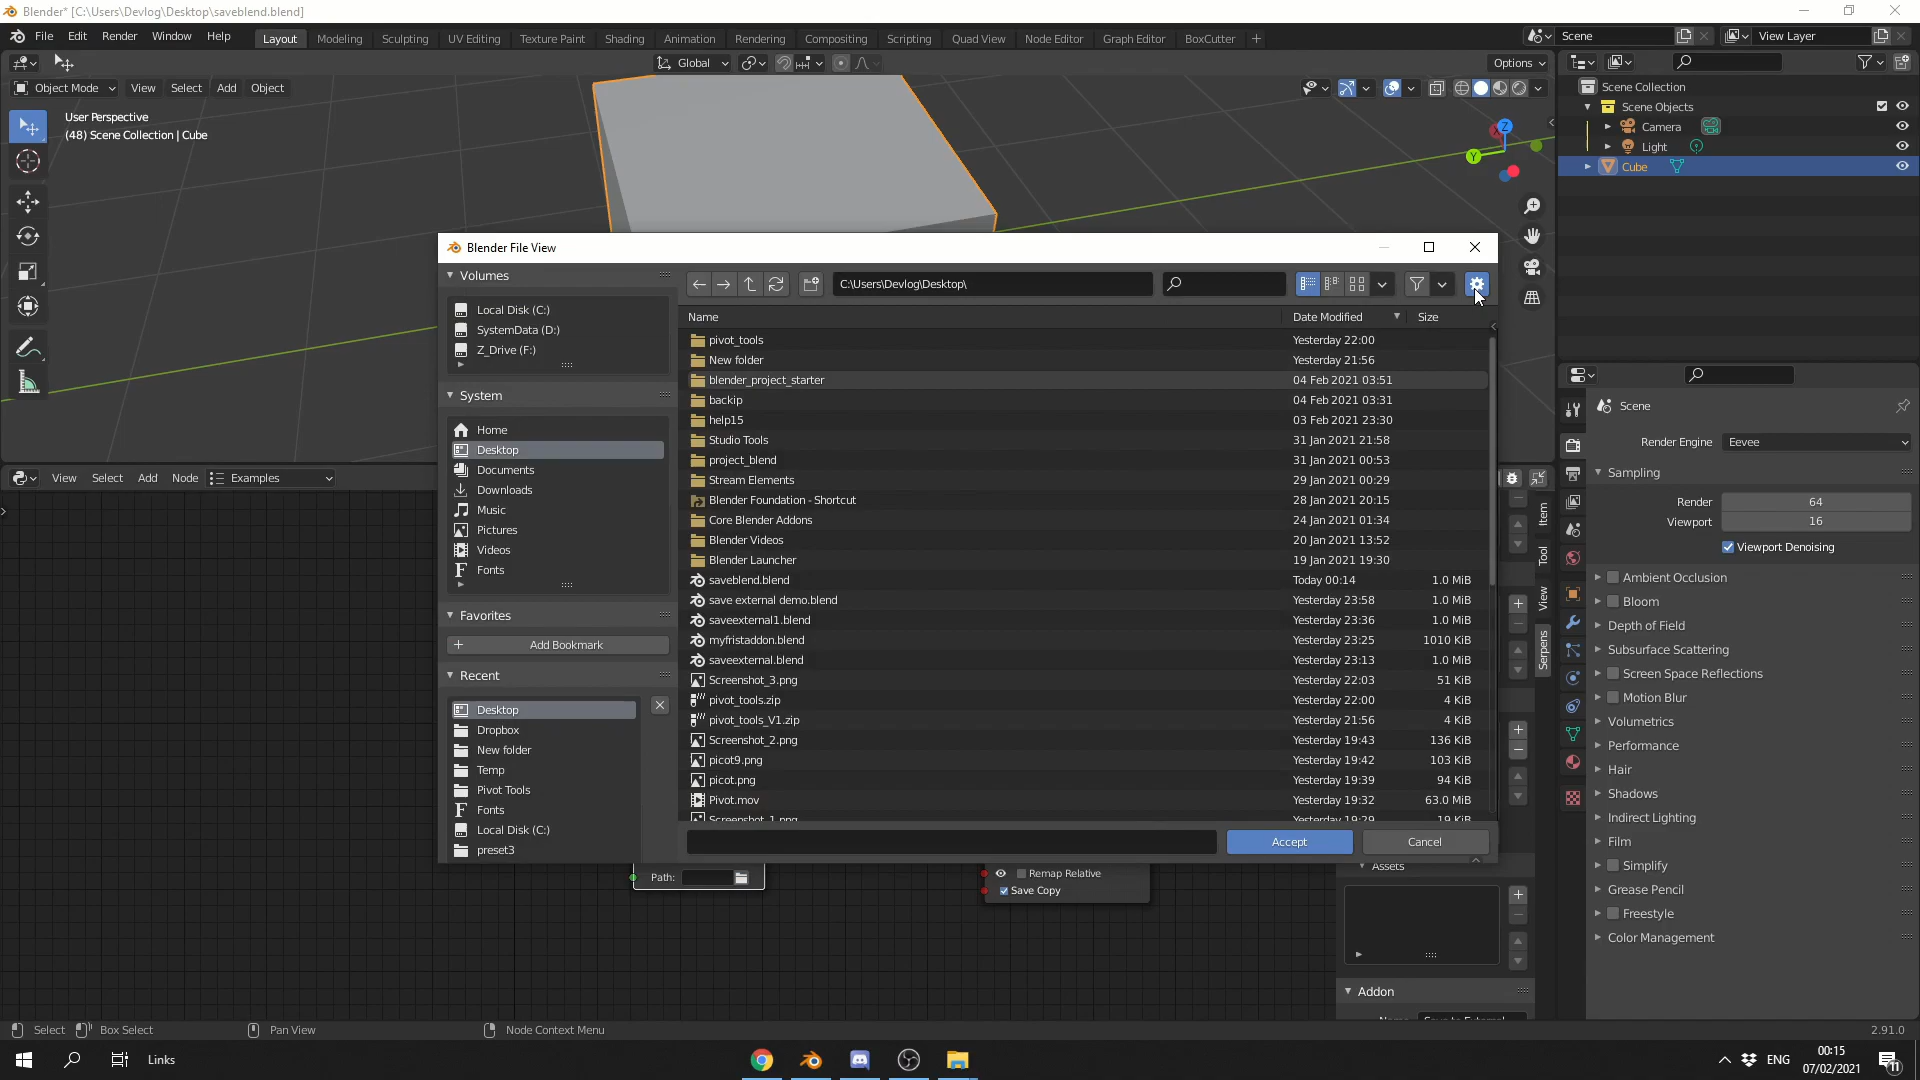 Blender* [C:\Users\Devlog\Desktop\saveblend.blend]
File Edit Render Window Help Layout Modeling Sculpting UV Editing Texture Paint Shading Animation Rendering Compositing Scripting Quad View Node Editor Graph Editor BoxCutter + Scene View Layer
Global Options
Object Mode View Select Add Object
User Perspective
(48) Scene Collection | Cube
Z
Y
X
Scene Collection
Scene Objects
Camera
Light
Cube
Blender File View
Volumes
Local Disk (C:)
SystemData (D:)
Z_Drive (F:)
System
Home
Desktop
Documents
Downloads
Music
Pictures
Videos
Fonts
Favorites
Add Bookmark
Recent
Desktop
Dropbox
New folder
Temp
Pivot Tools
Fonts
Local Disk (C:)
preset3
C:\Users\Devlog\Desktop\
Name Date Modified Size
pivot_tools Yesterday 22:00
New folder Yesterday 21:56
blender_project_starter 04 Feb 2021 03:51
backip 04 Feb 2021 03:31
help15 03 Feb 2021 23:30
Studio Tools 31 Jan 2021 21:58
project_blend 31 Jan 2021 00:53
Stream Elements 29 Jan 2021 00:29
Blender Foundation - Shortcut 28 Jan 2021 20:15
Core Blender Addons 24 Jan 2021 01:34
Blender Videos 20 Jan 2021 13:52
Blender Launcher 19 Jan 2021 19:30
saveblend.blend Today 00:14 1.0 MiB
save external demo.blend Yesterday 23:58 1.0 MiB
saveexternal1.blend Yesterday 23:36 1.0 MiB
myfristaddon.blend Yesterday 23:25 1010 KiB
saveexternal.blend Yesterday 23:13 1.0 MiB
Screenshot_3.png Yesterday 22:03 51 KiB
pivot_tools.zip Yesterday 22:00 4 KiB
pivot_tools_V1.zip Yesterday 21:56 4 KiB
Screenshot_2.png Yesterday 19:43 136 KiB
picot9.png Yesterday 19:42 103 KiB
picot.png Yesterday 19:39 94 KiB
Pivot.mov Yesterday 19:32 63.0 MiB
Screenshot_1.png Yesterday 19:29 19 KiB
Accept Cancel
View Select Add Node Examples
Path:
Remap Relative
Save Copy
Item
Tool
View
Serpens
Assets
Addon
Scene
Render Engine Eevee
Sampling
Render 64
Viewport 16
Viewport Denoising
Ambient Occlusion
Bloom
Depth of Field
Subsurface Scattering
Screen Space Reflections
Motion Blur
Volumetrics
Performance
Hair
Shadows
Indirect Lighting
Film
Simplify
Grease Pencil
Freestyle
Color Management
Select Box Select Pan View Node Context Menu 2.91.0
Links ENG 00:15
07/02/2021
11